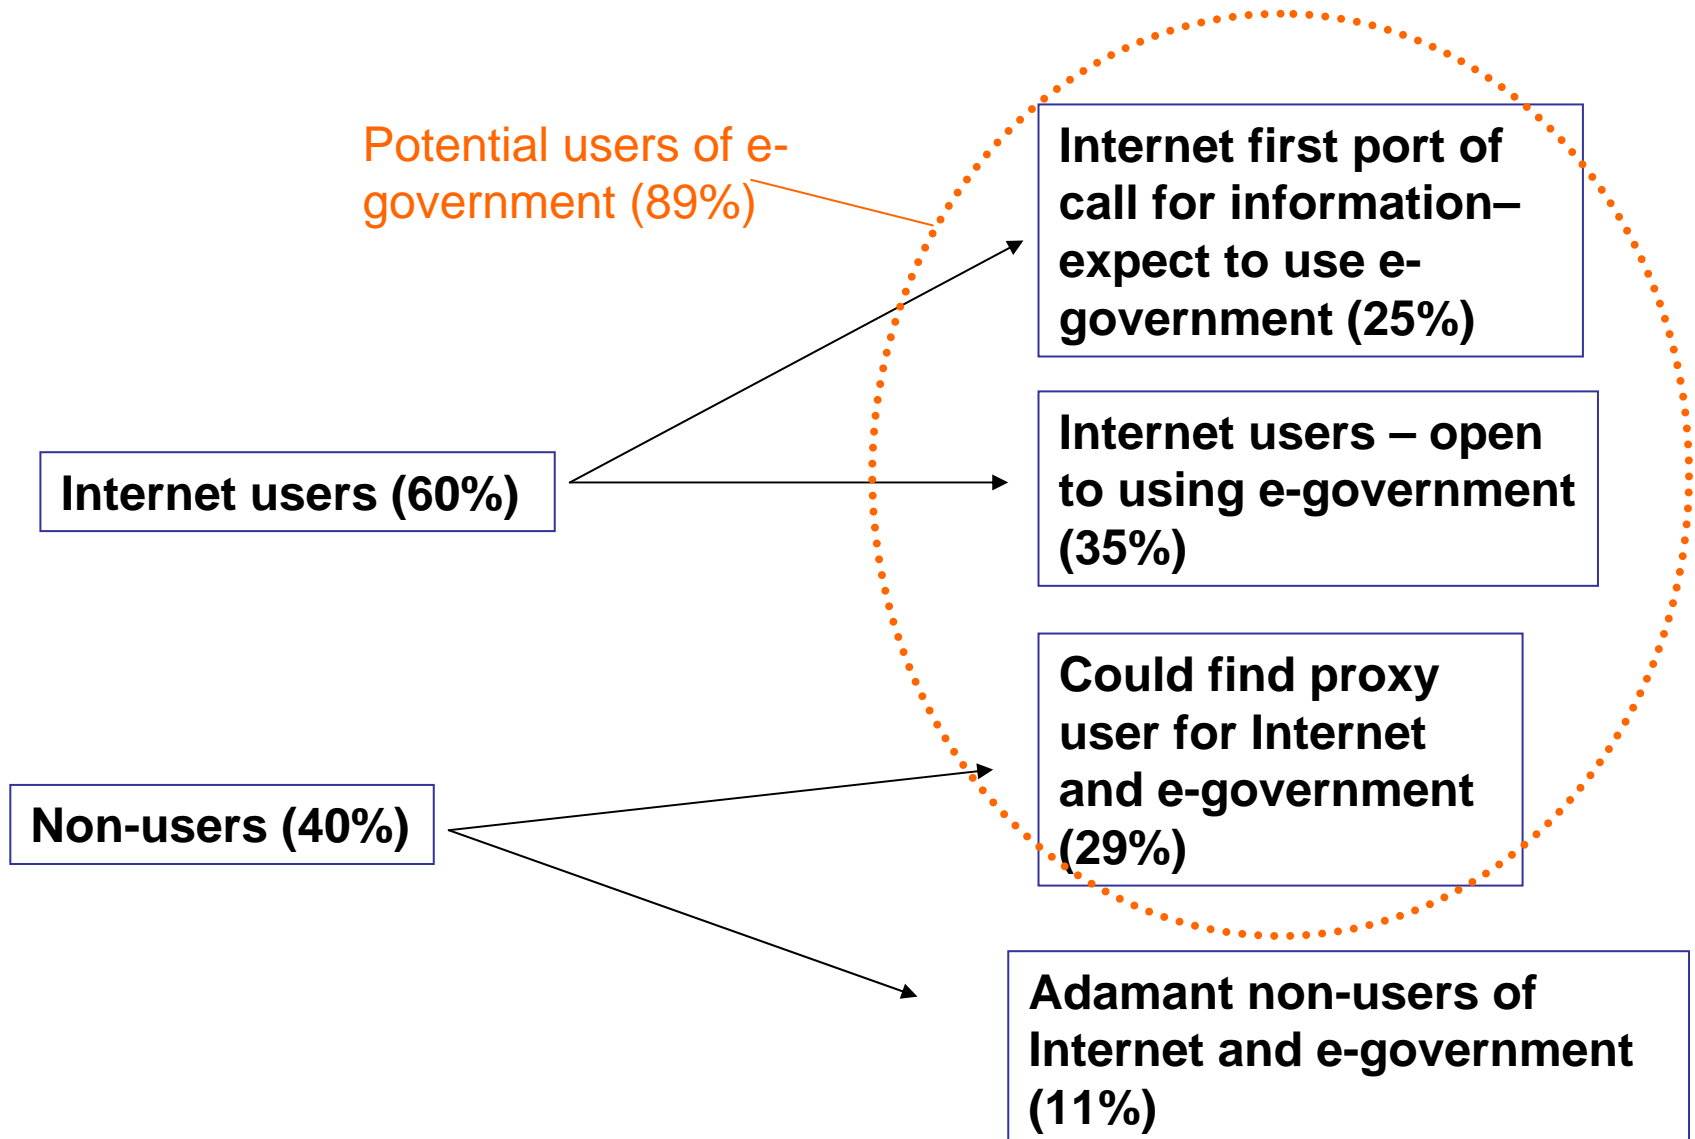 Potential users of e-
government (89%)
Internet first port of
call for information–
expect to use e-
government (25%)
Internet users – open
to using e-government
(35%)
Internet users (60%)
Could find proxy
user for Internet
and e-government
(29%)
Non-users (40%)
Adamant non-users of
Internet and e-government
(11%)